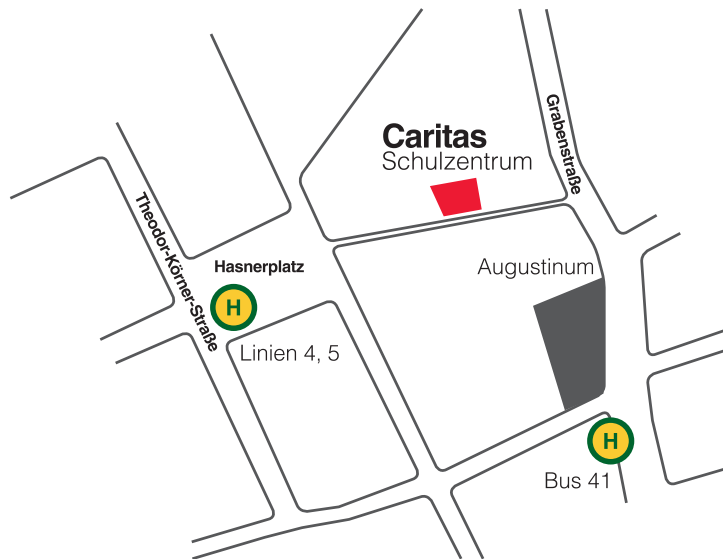 Caritas
Schulzentrum
Grabenstraße
Theodor-Körner-Straße
Hasnerplatz
Augustinum
H
Linien 4, 5
H
Bus 41